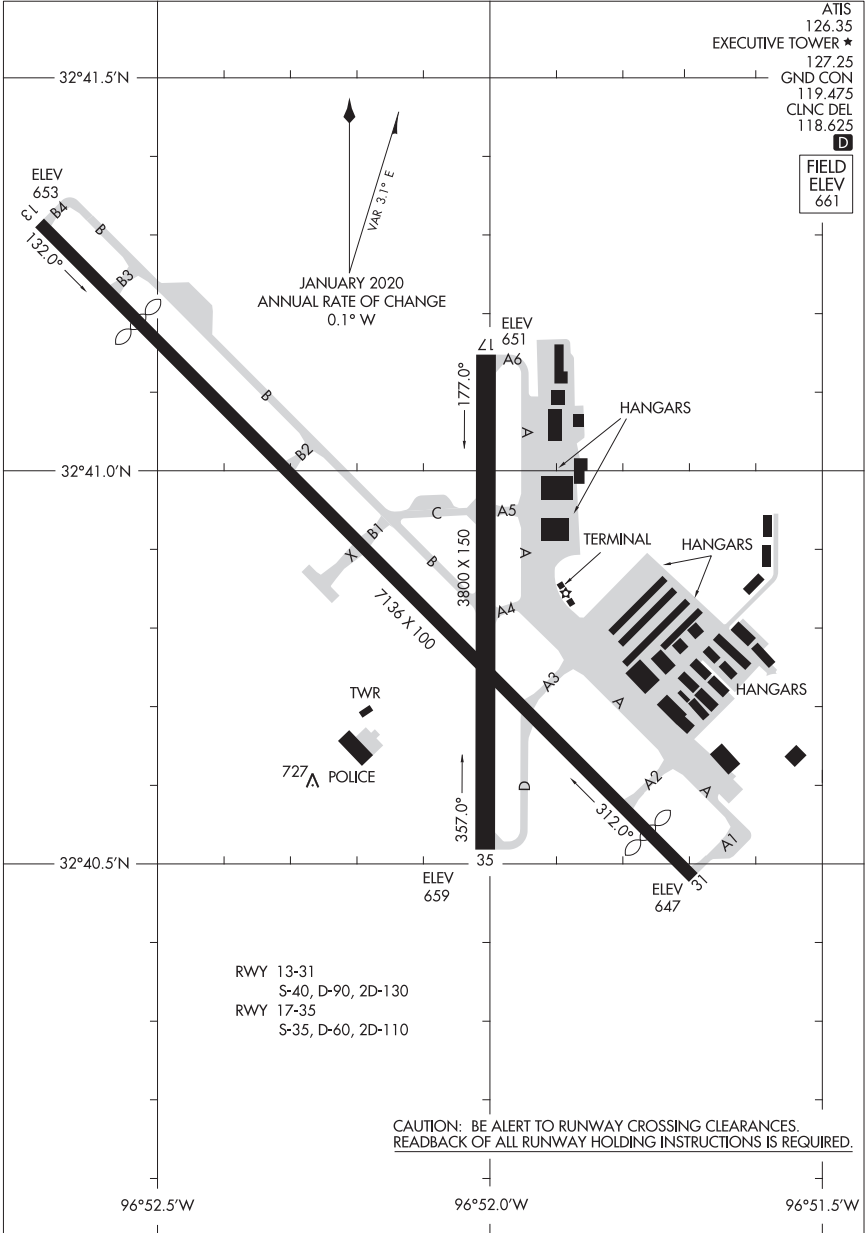 ATIS
126.35
EXECUTIVE TOWER ★
127.25
GND CON
119.475
CLNC DEL
118.625
D
FIELD
ELEV
661
32°41.5'N
VAR 3.1° E
JANUARY 2020
ANNUAL RATE OF CHANGE
0.1° W
ELEV
653
13
B4
B
132.0°
B3
ELEV
651
17
A6
177.0°
A
HANGARS
B
B2
32°41.0'N
C
A5
B1
X
B
A
TERMINAL
HANGARS
3800 X 150
7136 X 100
A4
A3
A
HANGARS
TWR
727
POLICE
357.0°
D
A2
A
312.0°
A1
32°40.5'N
35
ELEV
659
31
ELEV
647
RWY 13-31
S-40, D-90, 2D-130
RWY 17-35
S-35, D-60, 2D-110
CAUTION: BE ALERT TO RUNWAY CROSSING CLEARANCES.
READBACK OF ALL RUNWAY HOLDING INSTRUCTIONS IS REQUIRED.
96°52.5'W
96°52.0'W
96°51.5'W